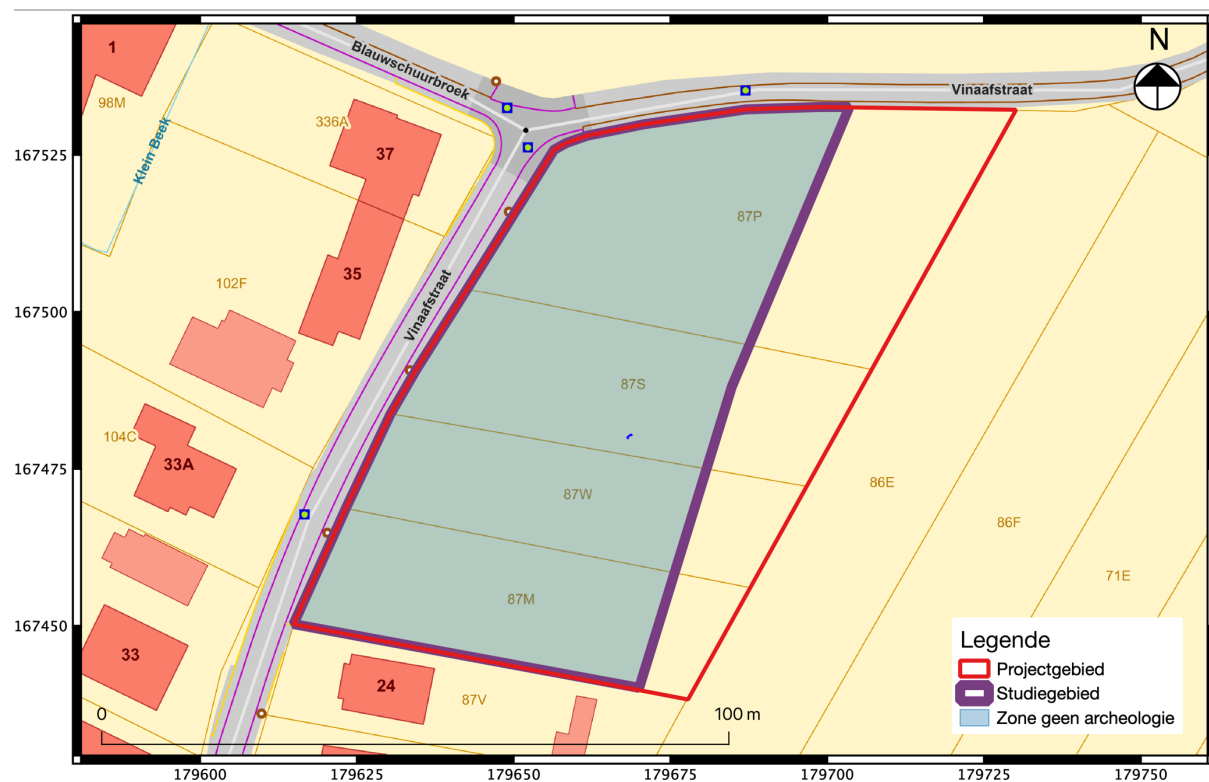 N
1
98M
Klein Beek
336A
37
35
102F
104C
33A
33
24
87V
Blauwschuurbroek
Vinaafstraat
Vinaafstraat
87P
87S
87W
87M
86E
86F
71E
167525
167500
167475
167450
0
100 m
Legende
Projectgebied
Studiegebied
Zone geen archeologie
179600
179625
179650
179675
179700
179725
179750